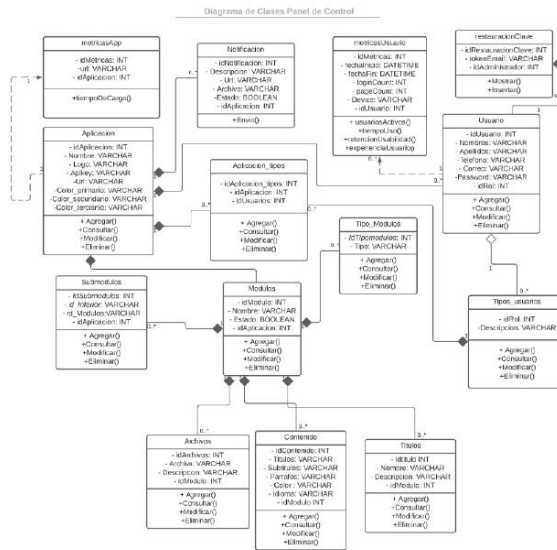 Diagrama de Clases Panel de Control
metricasApp
- idMetricas: INT
-url: VARCHAR
- idAplicacion: INT
+tiempoDeCarga()
Notificacion
- idNotificacion: INT
- Descripcion: VARCHAR
- Url: VARCHAR
- Archivo: VARCHAR
-Estado: BOOLEAN
- idAplicacion: INT
+Envio()
metricasUsuario
- idMetricas: INT
- fechaInicio: DATETIME
- fechaFin: DATETIME
- loginCount: INT
- pageCount: INT
- Device: VARCHAR
- idUsuario: INT
+ usuariosActivos()
+tiempoUso()
+retencionUsabilidad()
+experienciaUsuario()
restauracionClave
- idRestauracionClave: INT
- tokenEmail: VARCHAR
- idAdministrador: INT
+Mostrar()
+Insertar()
Aplicacion
- idAplicacion: INT
- Nombre: VARCHAR
- Logo: VARCHAR
- Apikey: VARCHAR
-Url: VARCHAR
-Color_primario: VARCHAR
-Color_secundario: VARCHAR
-Color_terciario: VARCHAR
+ Agregar()
+Consultar()
+Modificar()
+Eliminar()
Aplicacion_tipos
- idAplicacion_tipos: INT
- idAplicacion: INT
- idUsuarios: INT
+ Agregar()
+Consultar()
+Modificar()
+Eliminar()
Usuario
- idUsuario: INT
- Nombres: VARCHAR
- Apellidos: VARCHAR
- Telefono: VARCHAR
- Correo: VARCHAR
-Password: VARCHAR
- idRol: INT
+ Agregar()
+Consultar()
+Modificar()
+Eliminar()
Tipo_Modulos
- IdTipomodulos: INT
- Tipo: VARCHAR
+ Agregar()
+Consultar()
+Modificar()
+Eliminar()
Submodulos
- IdSubmodulos: INT
- id_Inferior: VARCHAR
- id_Modulos:VARCHAR
- idAplicacion: INT
+ Agregar()
+Consultar()
+Modificar()
+Eliminar()
Modulos
- idModulo: INT
- Nombre: VARCHAR
- Estado: BOOLEAN
- idAplicacion: INT
+ Agregar()
+Consultar()
+Modificar()
+Eliminar()
Tipos_usuarios
- idRol: INT
-Descripcion: VARCHAR
+ Agregar()
+Consultar()
+Modificar()
+Eliminar()
Archivos
- idArchivos: INT
- Archivo: VARCHAR
- Descripcion: VARCHAR
- idModulo: INT
+ Agregar()
+Consultar()
+Modificar()
+Eliminar()
Contenido
- idContenido: INT
- Titulos: VARCHAR
- Subtitulos: VARCHAR
- Parrafos: VARCHAR
- Color : VARCHAR
- Idioma: VARCHAR
- idModulo INT
+ Agregar()
+Consultar()
+Modificar()
+Eliminar()
Titulos
- idtitulo INT
- Nombre: VARCHAR
- Descripcion: VARCHAR
- idModulo: INT
+ Agregar()
+Consultar()
+Modificar()
+Eliminar()